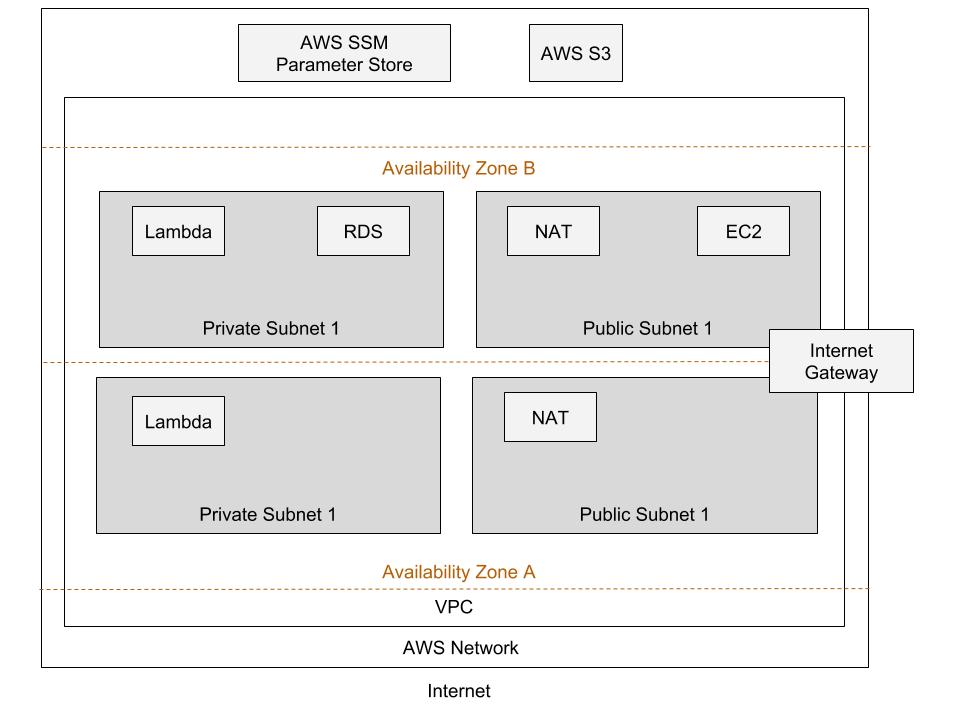 AWS SSM
Parameter Store
AWS S3
Availability Zone B
Lambda
RDS
NAT
EC2
Private Subnet 1
Public Subnet 1
Internet
Gateway
Lambda
NAT
Private Subnet 1
Public Subnet 1
Availability Zone A
VPC
AWS Network
Internet